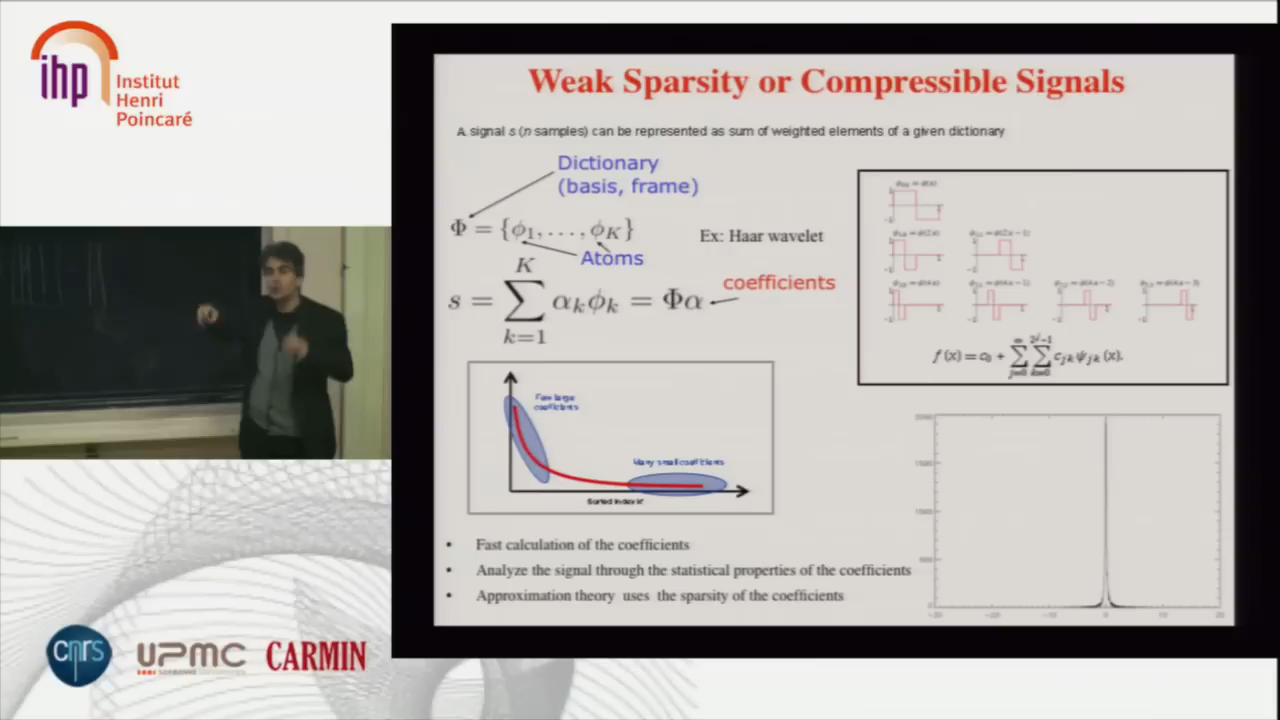 ihp
Institut
Henri
Poincaré
Weak Sparsity or Compressible Signals
A signal s (n samples) can be represented as sum of weighted elements of a given dictionary
Dictionary
(basis, frame)
Φ = {ϕ1, . . . , ϕK}
Atoms
Ex: Haar wavelet
s = ∑ αkϕk = Φα
K
k=1
coefficients
f(x) = c0 + ∑ ∑ cjk ψjk (x).
Few large
coefficients
Many small coefficients
Sorted index k'
• Fast calculation of the coefficients
• Analyze the signal through the statistical properties of the coefficients
• Approximation theory uses the sparsity of the coefficients
cnrs
UPMC
CARMIN